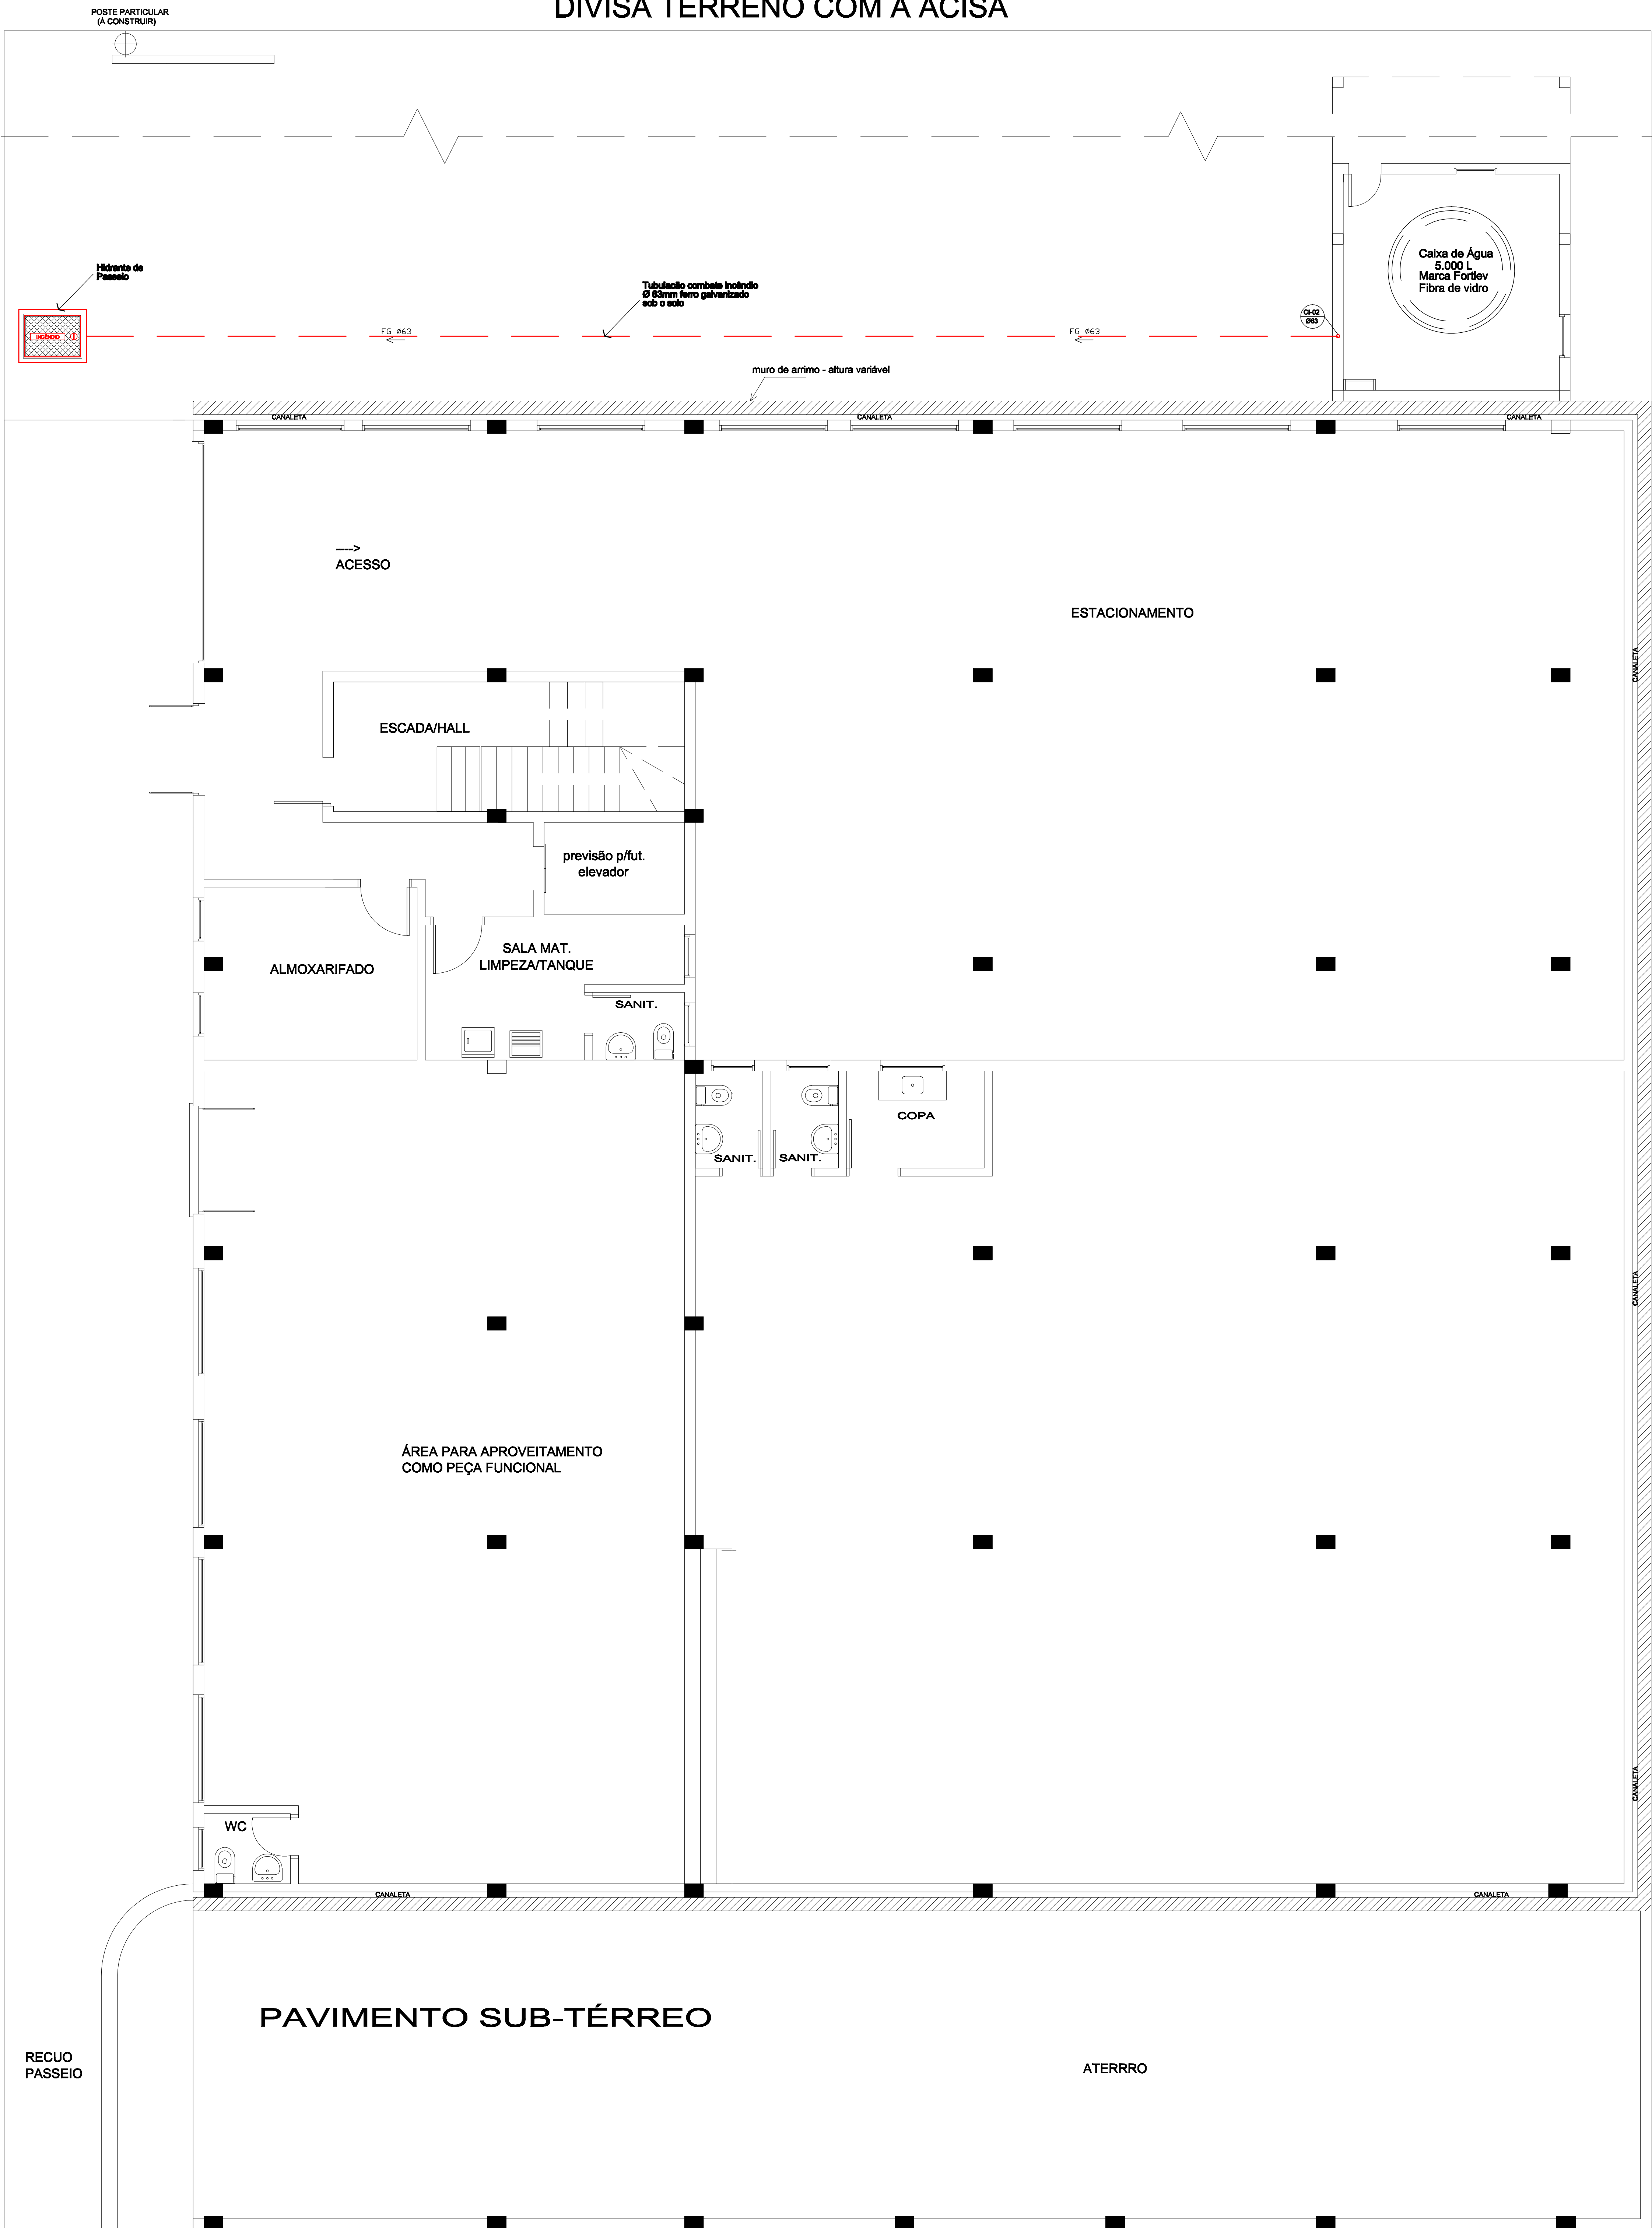 DIVISA TERRENO COM A ACISA
POSTE PARTICULAR
(À CONSTRUIR)
Hidrante de
Passeio
INCÊNDIO
Tubulacão combate incêndio
Ø 63mm ferro galvanizado
sob o solo
FG Ø63
FG Ø63
CI-02
Ø63
Caixa de Água
5.000 L
Marca Fortlev
Fibra de vidro
muro de arrimo - altura variável
CANALETA
CANALETA
CANALETA
---->
ACESSO
ESTACIONAMENTO
CANALETA
ESCADA/HALL
previsão p/fut.
elevador
SALA MAT.
LIMPEZA/TANQUE
ALMOXARIFADO
SANIT.
COPA
SANIT.
SANIT.
CANALETA
ÁREA PARA APROVEITAMENTO
COMO PEÇA FUNCIONAL
CANALETA
WC
CANALETA
CANALETA
PAVIMENTO SUB-TÉRREO
RECUO
PASSEIO
ATERRRO